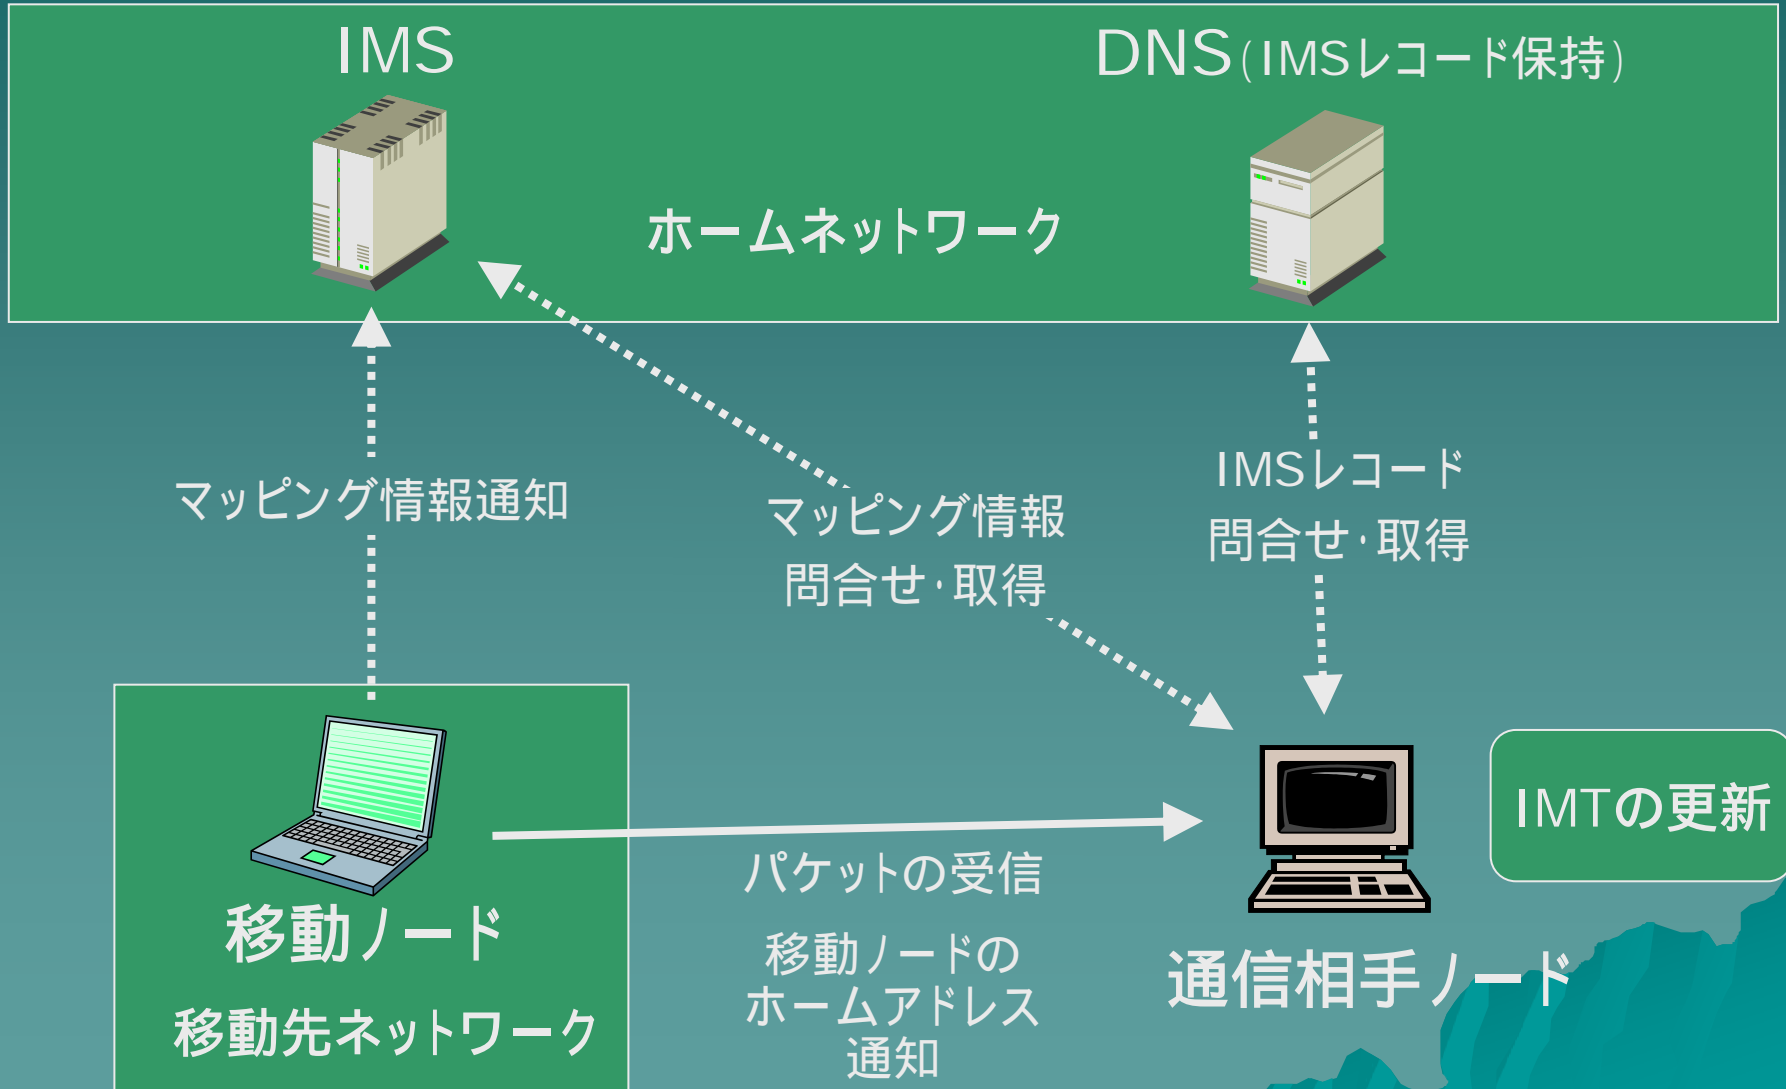 IMS
DNS(IMSレコード保持)
ホームネットワーク
マッピング情報通知
マッピング情報
問合せ・取得
IMSレコード
問合せ・取得
IMTの更新
パケットの受信
移動ノードの
ホームアドレス
通知
移動ノード
移動先ネットワーク
通信相手ノード